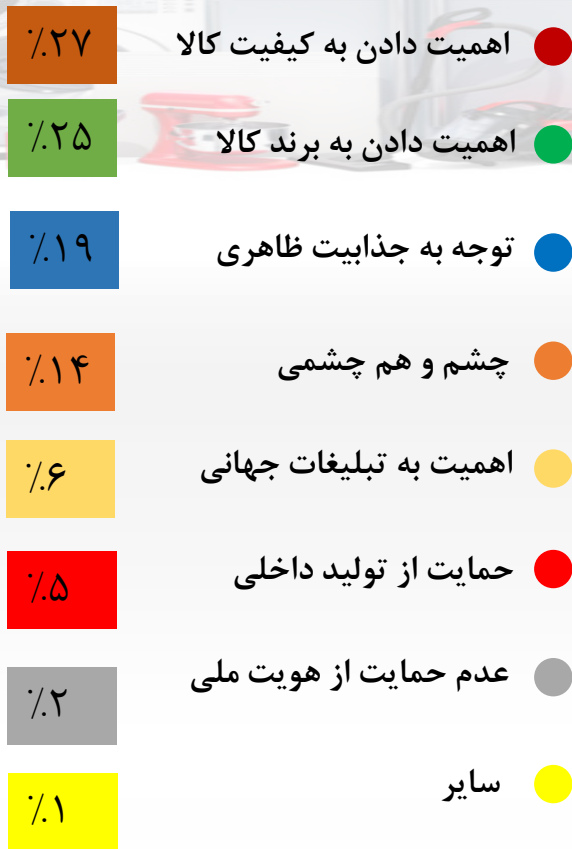 اهمیت دادن به کیفیت کالا ٪۲۷
اهمیت دادن به برند کالا ٪۲۵
توجه به جذابیت ظاهری ٪۱۹
چشم و هم چشمی ٪۱۴
اهمیت به تبلیغات جهانی ٪۶
حمایت از تولید داخلی ٪۵
عدم حمایت از هویت ملی ٪۲
سایر ٪۱